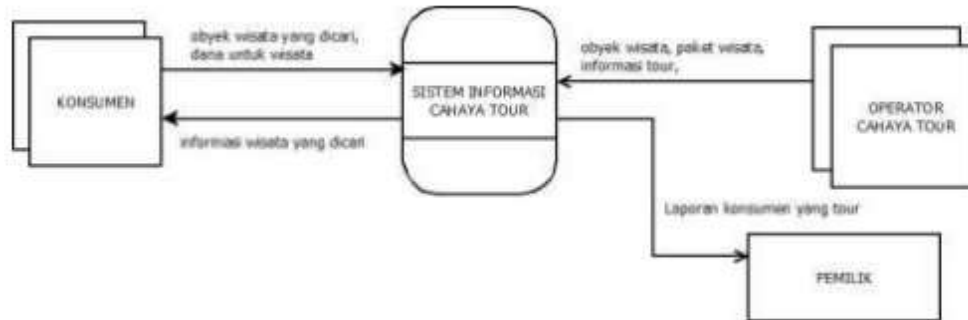 obyek wisata yang dicari,
dana untuk wesata
KONSUMEN
informasi wisata yang dicari
SISTEM INFORMASI
CAHAYA TOUR
obyek wisata, paket wisata,
informasi tour,
OPERATOR
CAHAYA TOUR
Laporan konsumen yang tour
PEMILIK